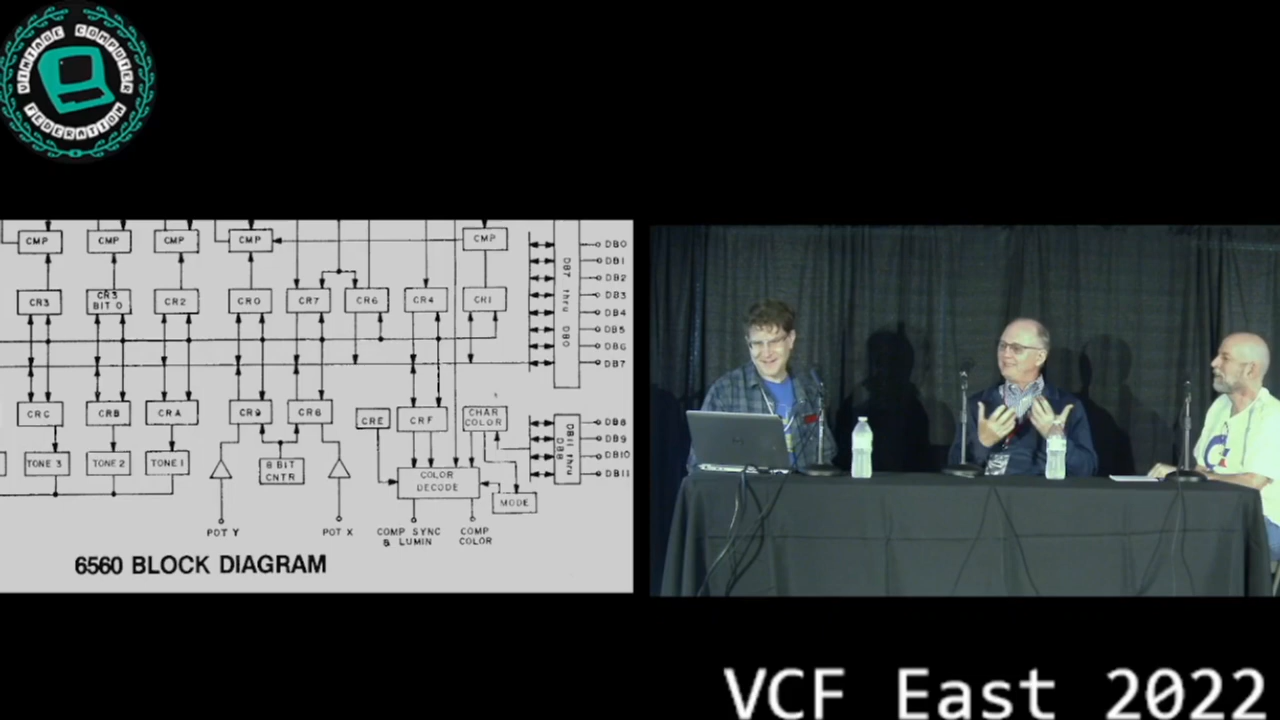 VINTAGE COMPUTER
FEDERATION
CMP CMP CMP CMP CMP
DB0
DB1
DB2
DB3
DB4
DB5
DB6
DB7
DB7 thru DB0
CR3 CR3 BIT 0 CR2 CR0 CR7 CR6 CR4 CR1
CRC CRB CRA CR9 CR8 CRE CRF CHAR COLOR
DB8
DB9
DB10
DB11
DB11 thru DB8
TONE 3 TONE 2 TONE 1 8 BIT CNTR COLOR DECODE MODE
POT Y POT X COMP SYNC & LUMIN COMP COLOR
6560 BLOCK DIAGRAM
VCF East 2022